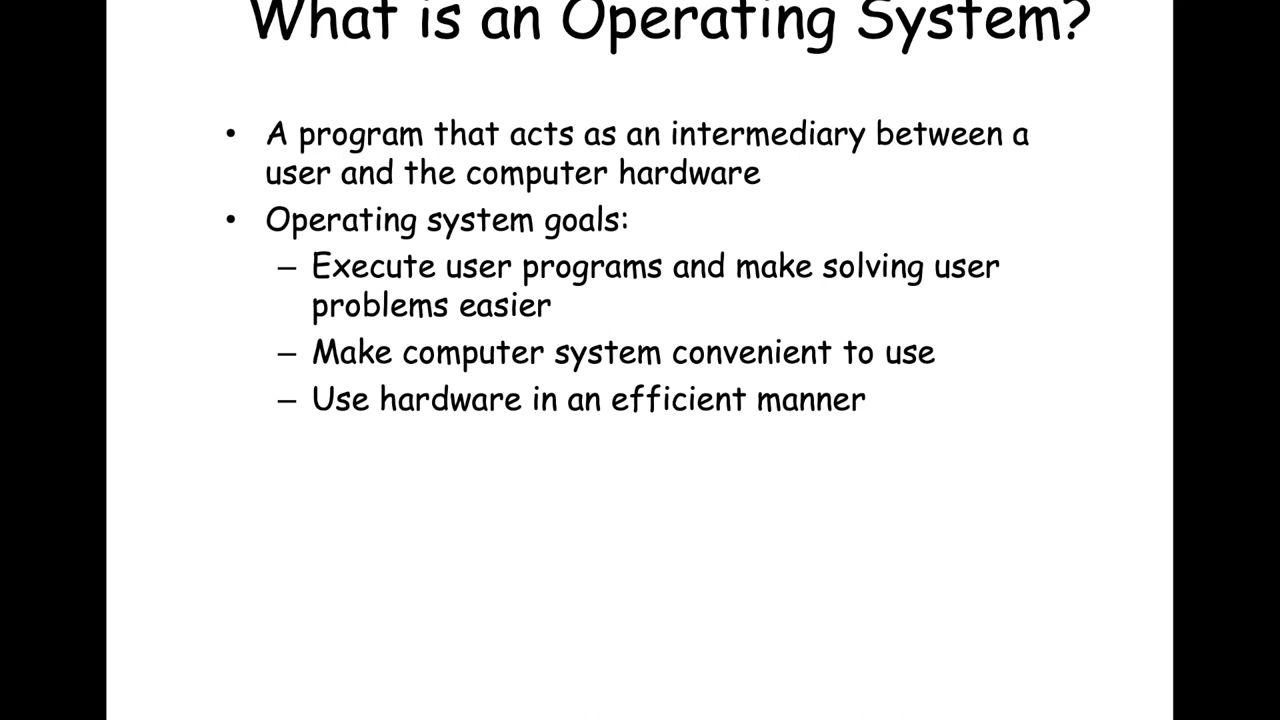 What is an Operating System?
• A program that acts as an intermediary between a
user and the computer hardware
• Operating system goals:
– Execute user programs and make solving user
problems easier
– Make computer system convenient to use
– Use hardware in an efficient manner